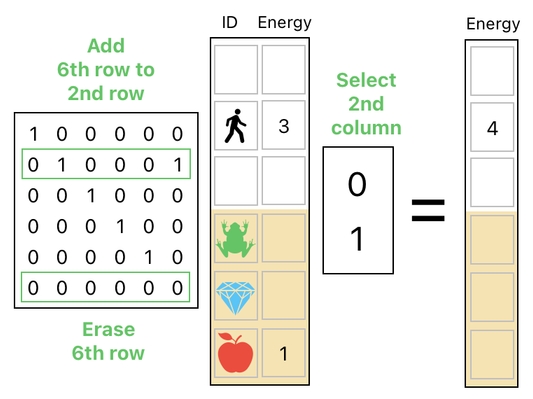 ID Energy
Energy
Add
6th row to
2nd row
Select
2nd
column
1 0 0 0 0 0
0 1 0 0 0 1
0 0 1 0 0 0
0 0 0 1 0 0
0 0 0 0 1 0
0 0 0 0 0 0
3
1
0
1
=
4
Erase
6th row